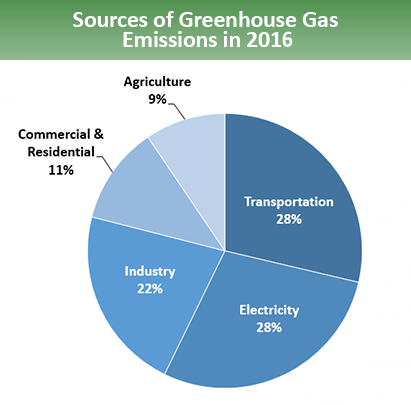 Sources of Greenhouse Gas
Emissions in 2016
Agriculture
9%
Commercial &
Residential
11%
Transportation
28%
Industry
22%
Electricity
28%